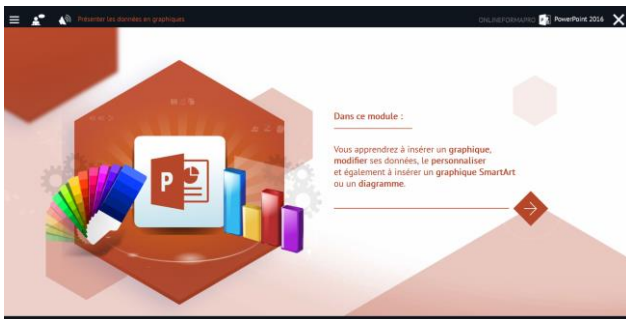 Présenter les données en graphiques
ONLINEFORMAPRO PowerPoint 2016
Dans ce module :
Vous apprendrez à insérer un graphique,
modifier ses données, le personnaliser
et également à insérer un graphique SmartArt
ou un diagramme.
P